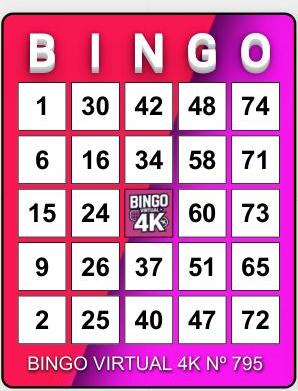 B I N G O
1 30 42 48 74
6 16 34 58 71
15 24 BINGO VIRTUAL 4K 60 73
9 26 37 51 65
2 25 40 47 72
BINGO VIRTUAL 4K Nº 795